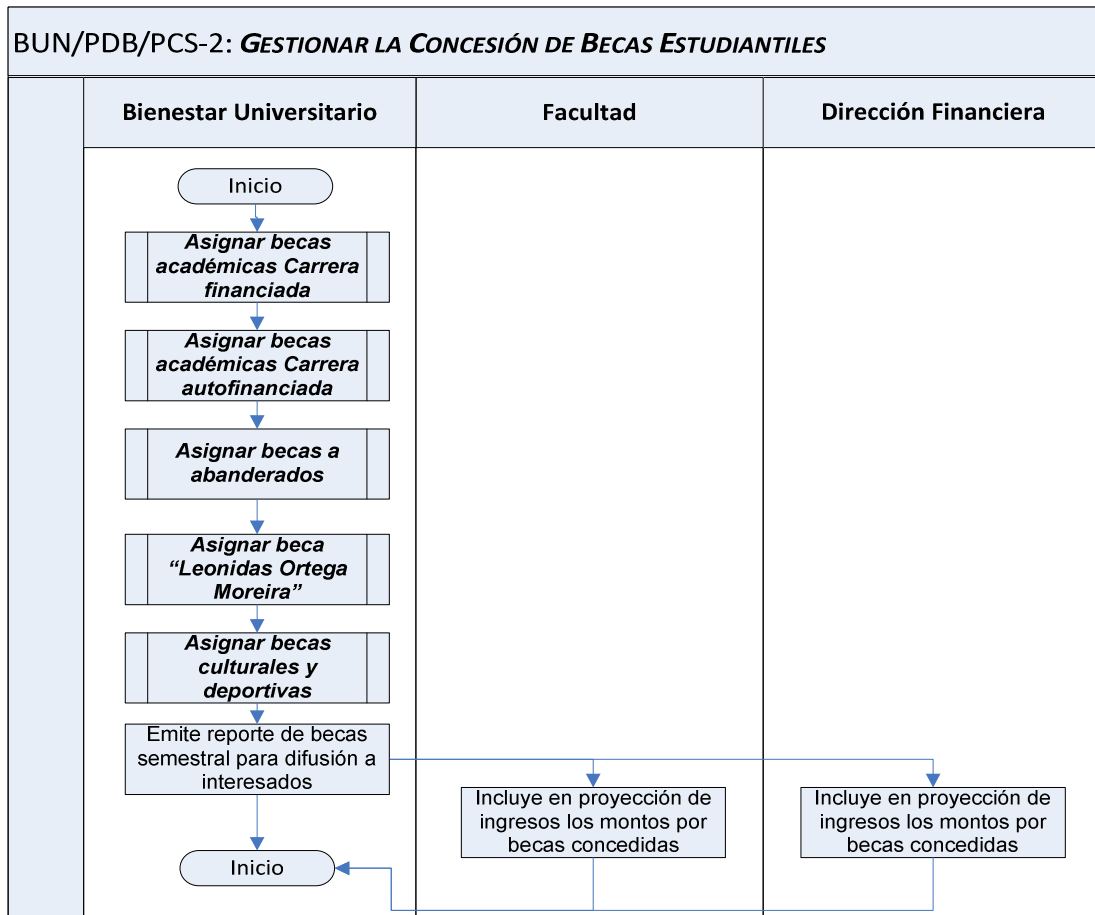 BUN/PDB/PCS-2: GESTIONAR LA CONCESIÓN DE BECAS ESTUDIANTILES
Bienestar Universitario
Facultad
Dirección Financiera
Inicio
Asignar becas
académicas Carrera
financiada
Asignar becas
académicas Carrera
autofinanciada
Asignar becas a
abanderados
Asignar beca
“Leonidas Ortega
Moreira”
Asignar becas
culturales y
deportivas
Emite reporte de becas
semestral para difusión a
interesados
Incluye en proyección de
ingresos los montos por
becas concedidas
Incluye en proyección de
ingresos los montos por
becas concedidas
Inicio